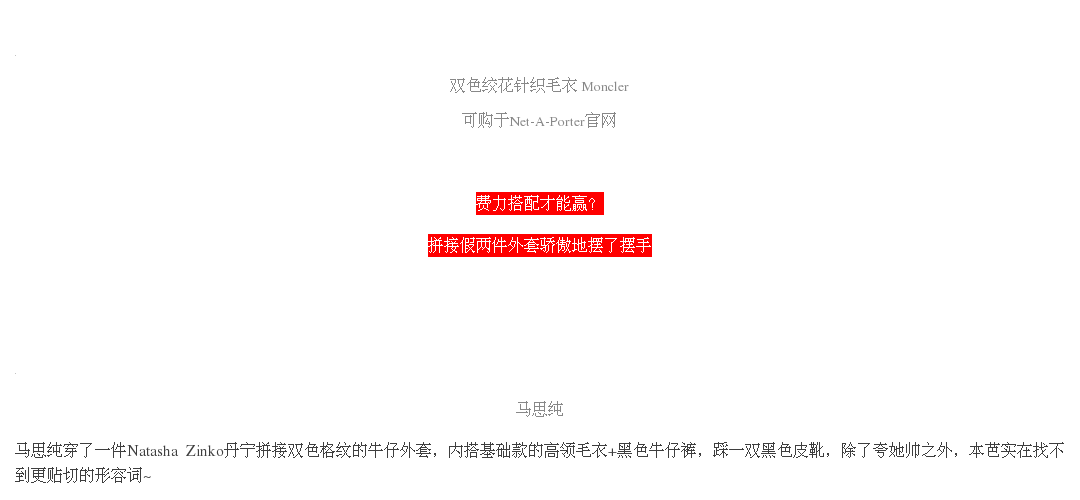 双色绞花针织毛衣 Moncler
可购于Net-A-Porter官网
费力搭配才能赢？
拼接假两件外套骄傲地摆了摆手
马思纯
马思纯穿了一件Natasha Zinko丹宁拼接双色格纹的牛仔外套，内搭基础款的高领毛衣+黑色牛仔裤，踩一双黑色皮靴，除了夸她帅之外，本芭实在找不
到更贴切的形容词~